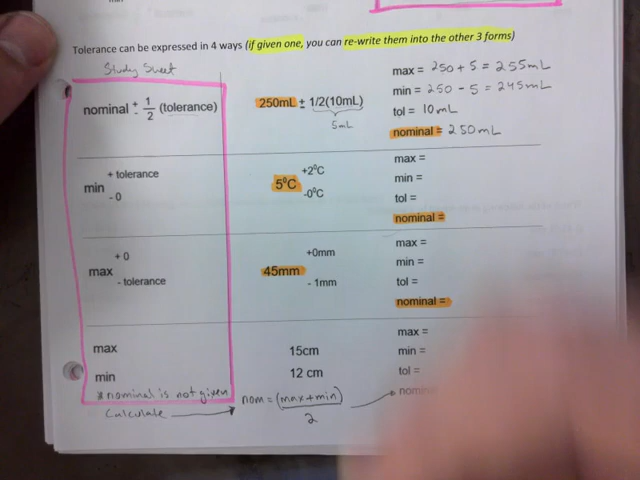 Tolerance can be expressed in 4 ways (if given one, you can re-write them into the other 3 forms)
Study Sheet
nominal ± 1/2 (tolerance)
250mL ± 1/2(10mL)
5mL
max = 250 + 5 = 255mL
min = 250 - 5 = 245mL
tol = 10mL
nominal = 250mL
min + tolerance - 0
5⁰C +2⁰C -0⁰C
max =
min =
tol =
nominal =
max + 0 - tolerance
45mm +0mm - 1mm
max =
min =
tol =
nominal =
max
15cm
max =
min
12 cm
min =
tol =
* nominal is not given
Calculate
nom = (max+min)
2